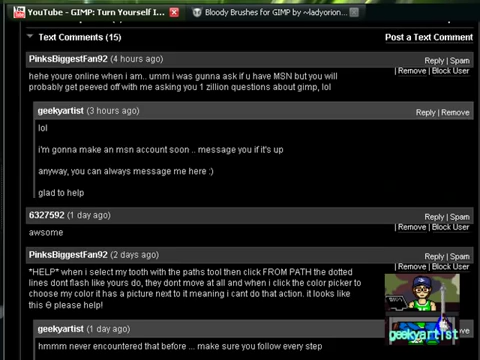 YouTube - GIMP: Turn Yourself I...
Bloody Brushes for GIMP by ~ladyorion...
Text Comments (15)
Post a Text Comment
PinksBiggestFan92 (4 hours ago)
Reply | Spam
| Remove | Block User
hehe youre online when i am.. umm i was gunna ask if u have MSN but you will
probably get peeved off with me asking you 1 zillion questions about gimp, lol
geekyartist (3 hours ago)
Reply | Remove
lol
i'm gonna make an msn account soon .. message you if it's up
anyway, you can always message me here :)
glad to help
6327592 (1 day ago)
Reply | Spam
| Remove | Block User
awsome
PinksBiggestFan92 (2 days ago)
Reply | Spam
| Remove | Block User
*HELP* when i select my tooth with the paths tool then click FROM PATH the dotted
lines dont flash like yours do, they dont move at all and when i click the color picker to
choose my color it has a picture next to it meaning i cant do that action. it looks like
this Θ please help!
geekyartist (1 day ago)
hmmm never encountered that before ... make sure you follow every step
geekyartist